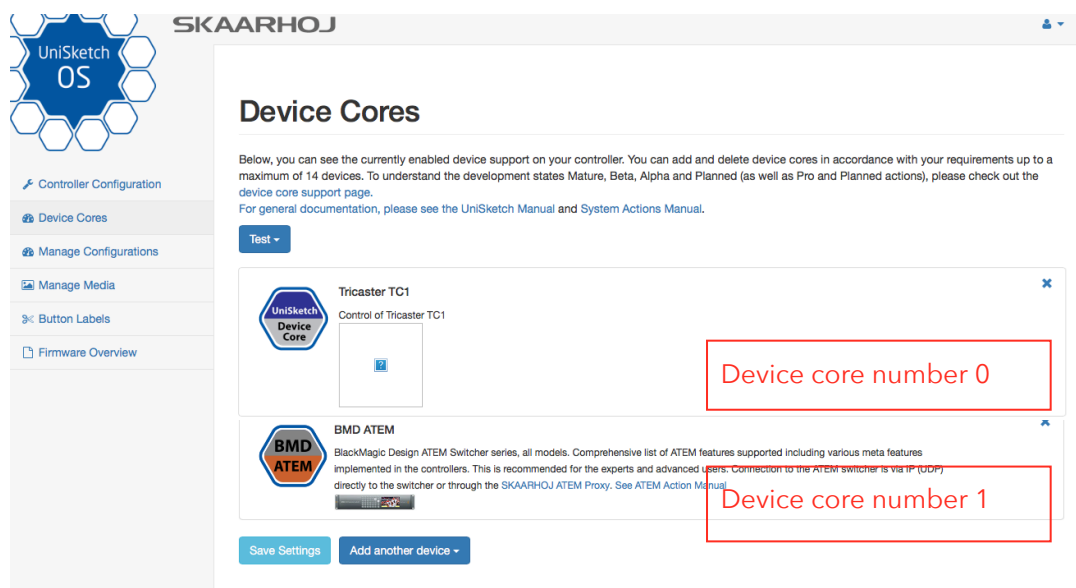 SKAARHOJ
UniSketch
OS
Controller Configuration
Device Cores
Manage Configurations
Manage Media
Button Labels
Firmware Overview
Device Cores
Below, you can see the currently enabled device support on your controller. You can add and delete device cores in accordance with your requirements up to a
maximum of 14 devices. To understand the development states Mature, Beta, Alpha and Planned (as well as Pro and Planned actions), please check out the
device core support page.
For general documentation, please see the UniSketch Manual and System Actions Manual.
Test
UniSketch
Device
Core
Tricaster TC1
Control of Tricaster TC1
?
Device core number 0
BMD
ATEM
BMD ATEM
BlackMagic Design ATEM Switcher series, all models. Comprehensive list of ATEM features supported including various meta features
implemented in the controllers. This is recommended for the experts and advanced users. Connection to the ATEM switcher is via IP (UDP)
directly to the switcher or through the SKAARHOJ ATEM Proxy. See ATEM Action Manual
Device core number 1
Save Settings
Add another device